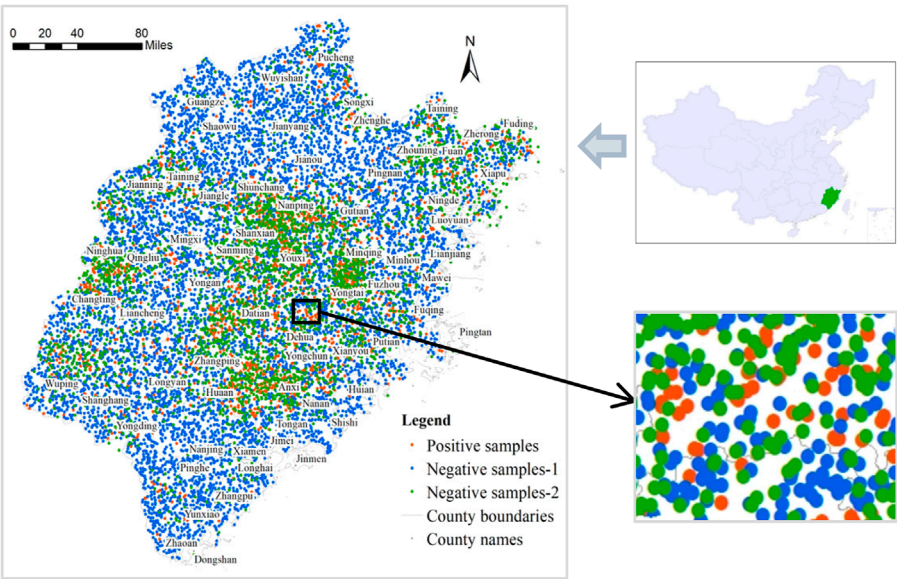 0 20 40 80
Miles
N
Pucheng
Wuyishan
Guangze
Songxi
Taining
Zhenghe
Fuding
Shaowu
Jianyang
Zherong
Zhouning
Fuan
Jianou
Pingnan
Xiapu
Taining
Jianning
Shunchang
Jiangle
Ningde
Nanping
Gutian
Luoyuan
Shanxian
Mingxi
Ninghua
Sanming
Minqing
Lianjiang
Qingliu
Youxi
Minhou
Mawei
Yongan
Fuzhou
Yongtai
Changting
Liancheng
Datian
Fuqing
Pingtan
Dehua
Putian
Yongchun
Xianyou
Zhangping
Wuping
Longyan
Anxi
Huian
Shanghang
Huaan
Nanan
Yongding
Tongan
Shishi
Jimei
Nanjing
Xiamen
Jinmen
Pinghe
Longhai
Zhangpu
Yunxiao
Zhaoan
Dongshan
Legend
Positive samples
Negative samples-1
Negative samples-2
County boundaries
County names